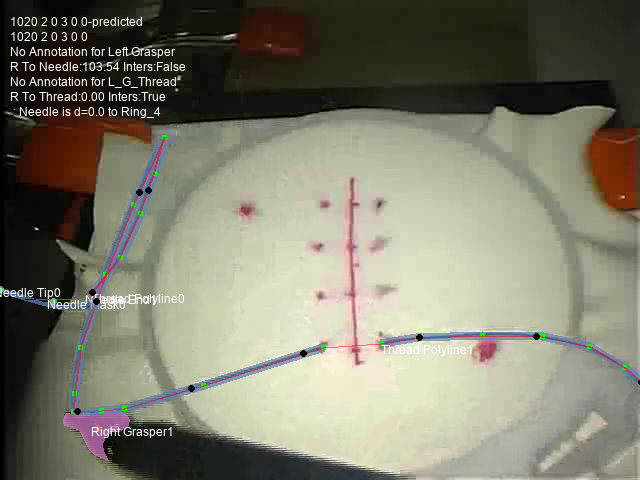 1020 2 0 3 0 0-predicted
1020 2 0 3 0 0
No Annotation for Left Grasper
R To Needle:103.54 Inters:False
No Annotation for L_G_Thread
R To Thread:0.00 Inters:True
Needle is d=0.0 to Ring_4
Needle Tip0
Thread Polyline0
Thread Polyline1
Right Grasper1